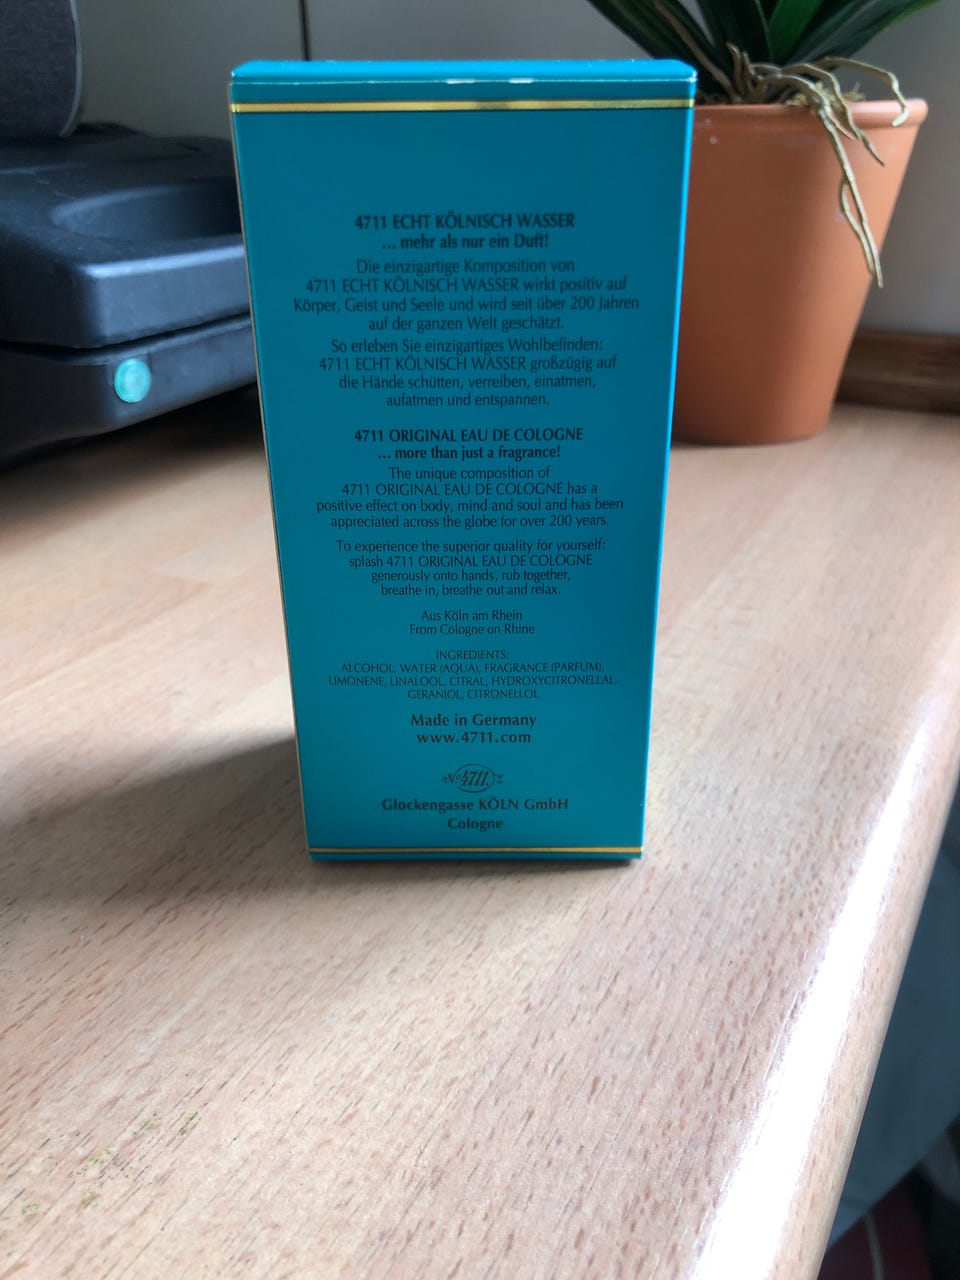 4711 ECHT KÖLNISCH WASSER
... mehr als nur ein Duft!
Die einzigartige Komposition von
4711 ECHT KÖLNISCH WASSER wirkt positiv auf
Körper, Geist und Seele und wird seit über 200 Jahren
auf der ganzen Welt geschätzt.
So erleben Sie einzigartiges Wohlbefinden:
4711 ECHT KÖLNISCH WASSER großzügig auf
die Hände schütten, verreiben, einatmen,
aufatmen und entspannen.
4711 ORIGINAL EAU DE COLOGNE
... more than just a fragrance!
The unique composition of
4711 ORIGINAL EAU DE COLOGNE has a
positive effect on body, mind and soul and has been
appreciated across the globe for over 200 years.
To experience the superior quality for yourself:
splash 4711 ORIGINAL EAU DE COLOGNE
generously onto hands, rub together,
breathe in, breathe out and relax.
Aus Köln am Rhein
From Cologne on Rhine
INGREDIENTS:
ALCOHOL, WATER (AQUA), FRAGRANCE (PARFUM),
LIMONENE, LINALOOL, CITRAL, HYDROXYCITRONELLAL,
GERANIOL, CITRONELLOL
Made in Germany
www.4711.com
No 4711.
Glockengasse KÖLN GmbH
Cologne